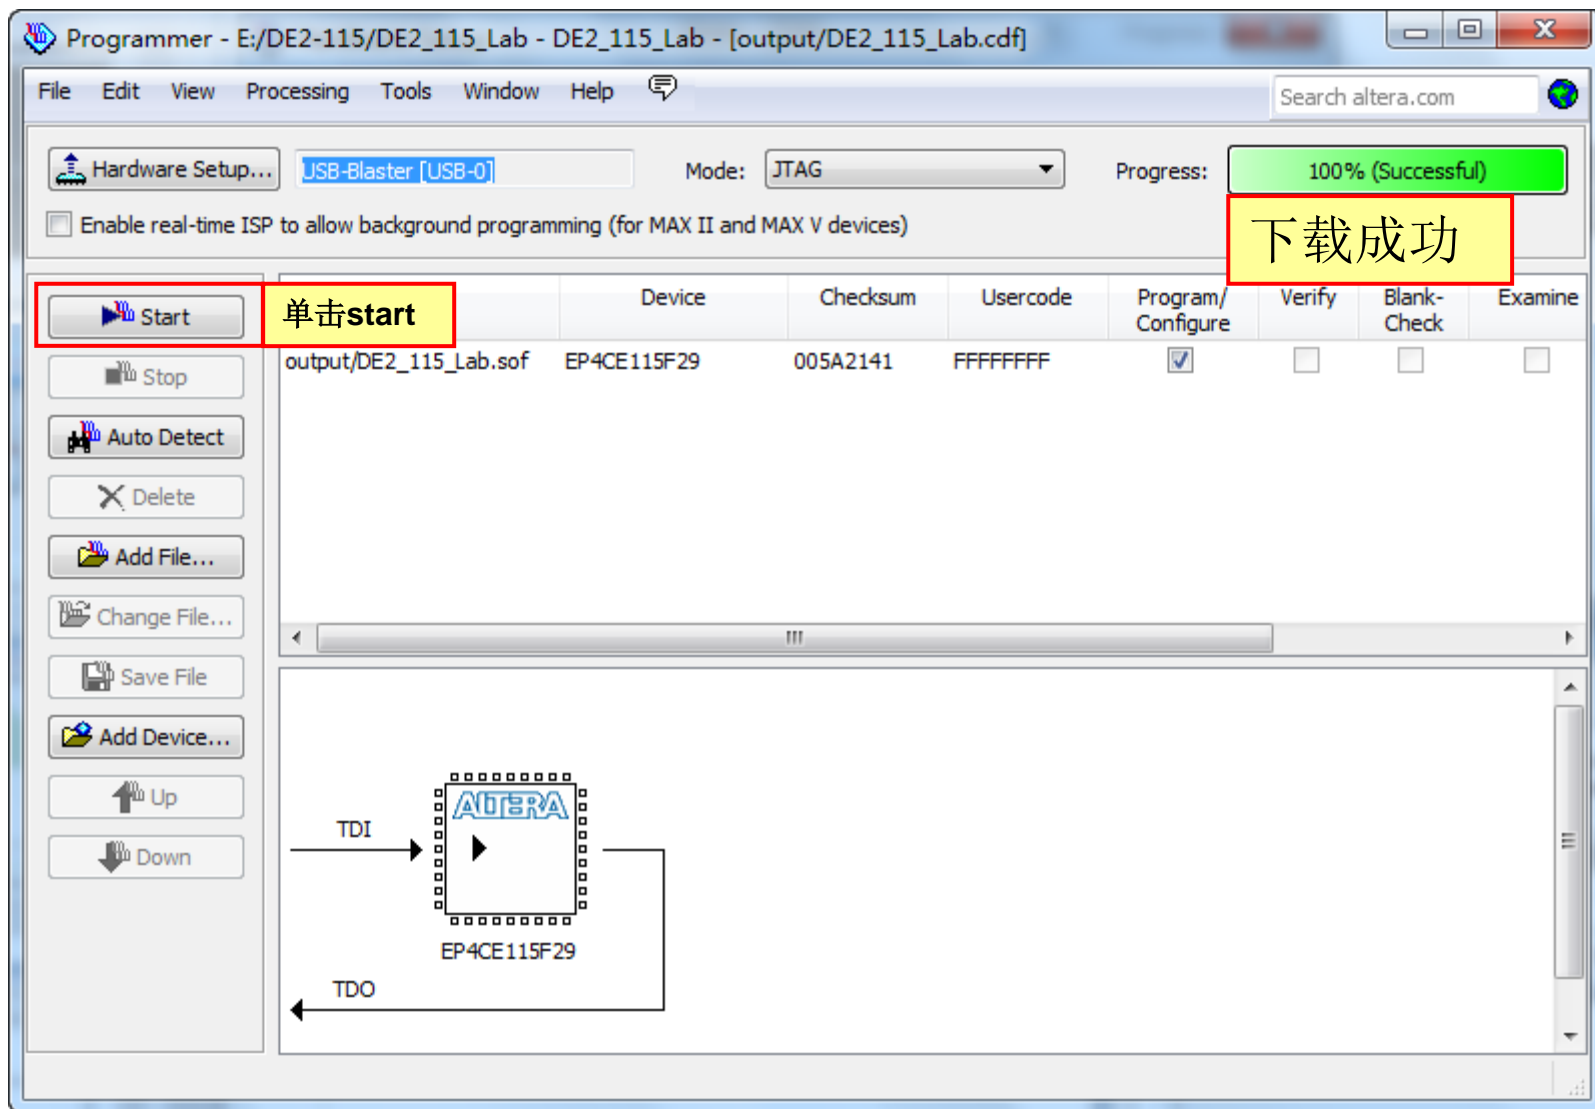 Programmer - E:/DE2-115/DE2_115_Lab - DE2_115_Lab - [output/DE2_115_Lab.cdf]
File Edit View Processing Tools Window Help
Search altera.com
Hardware Setup... USB-Blaster [USB-0] Mode: JTAG Progress: 100% (Successful)
Enable real-time ISP to allow background programming (for MAX II and MAX V devices)
下载成功
Start
单击start
Device Checksum Usercode Program/ Configure Verify Blank- Check Examine
output/DE2_115_Lab.sof EP4CE115F29 005A2141 FFFFFFFF
Stop
Auto Detect
Delete
Add File...
Change File...
Save File
Add Device...
Up
Down
ALTERA
TDI
EP4CE115F29
TDO